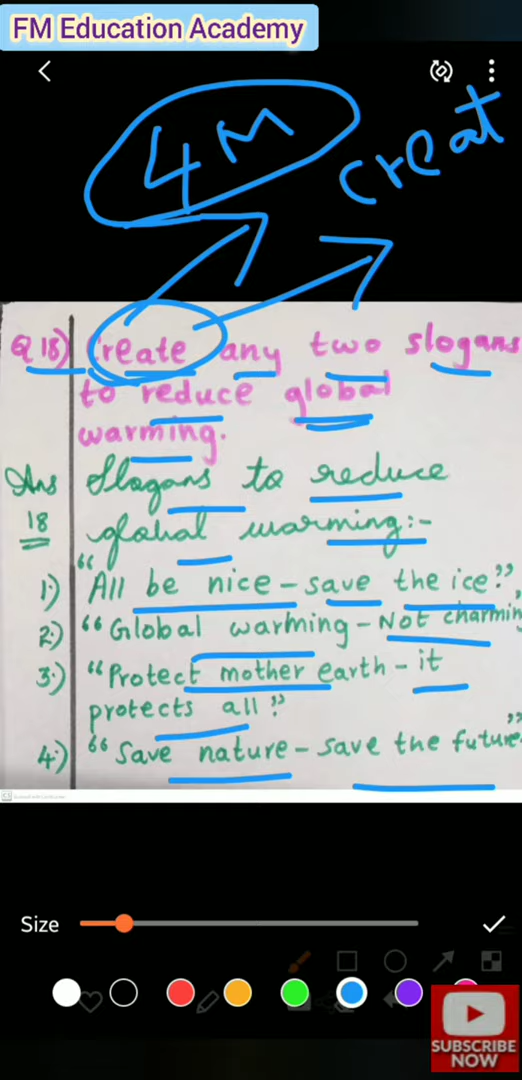 FM Education Academy
4M
Creat
Q 18) Create any two slogans
to reduce global
warming.
Ans Slogans to reduce
18 global warming:-
1) "All be nice - save the ice"
2) "Global warming - Not charmin
3) "Protect mother earth - it
protects all"
4) "Save nature - save the future"
Size
SUBSCRIBE
NOW